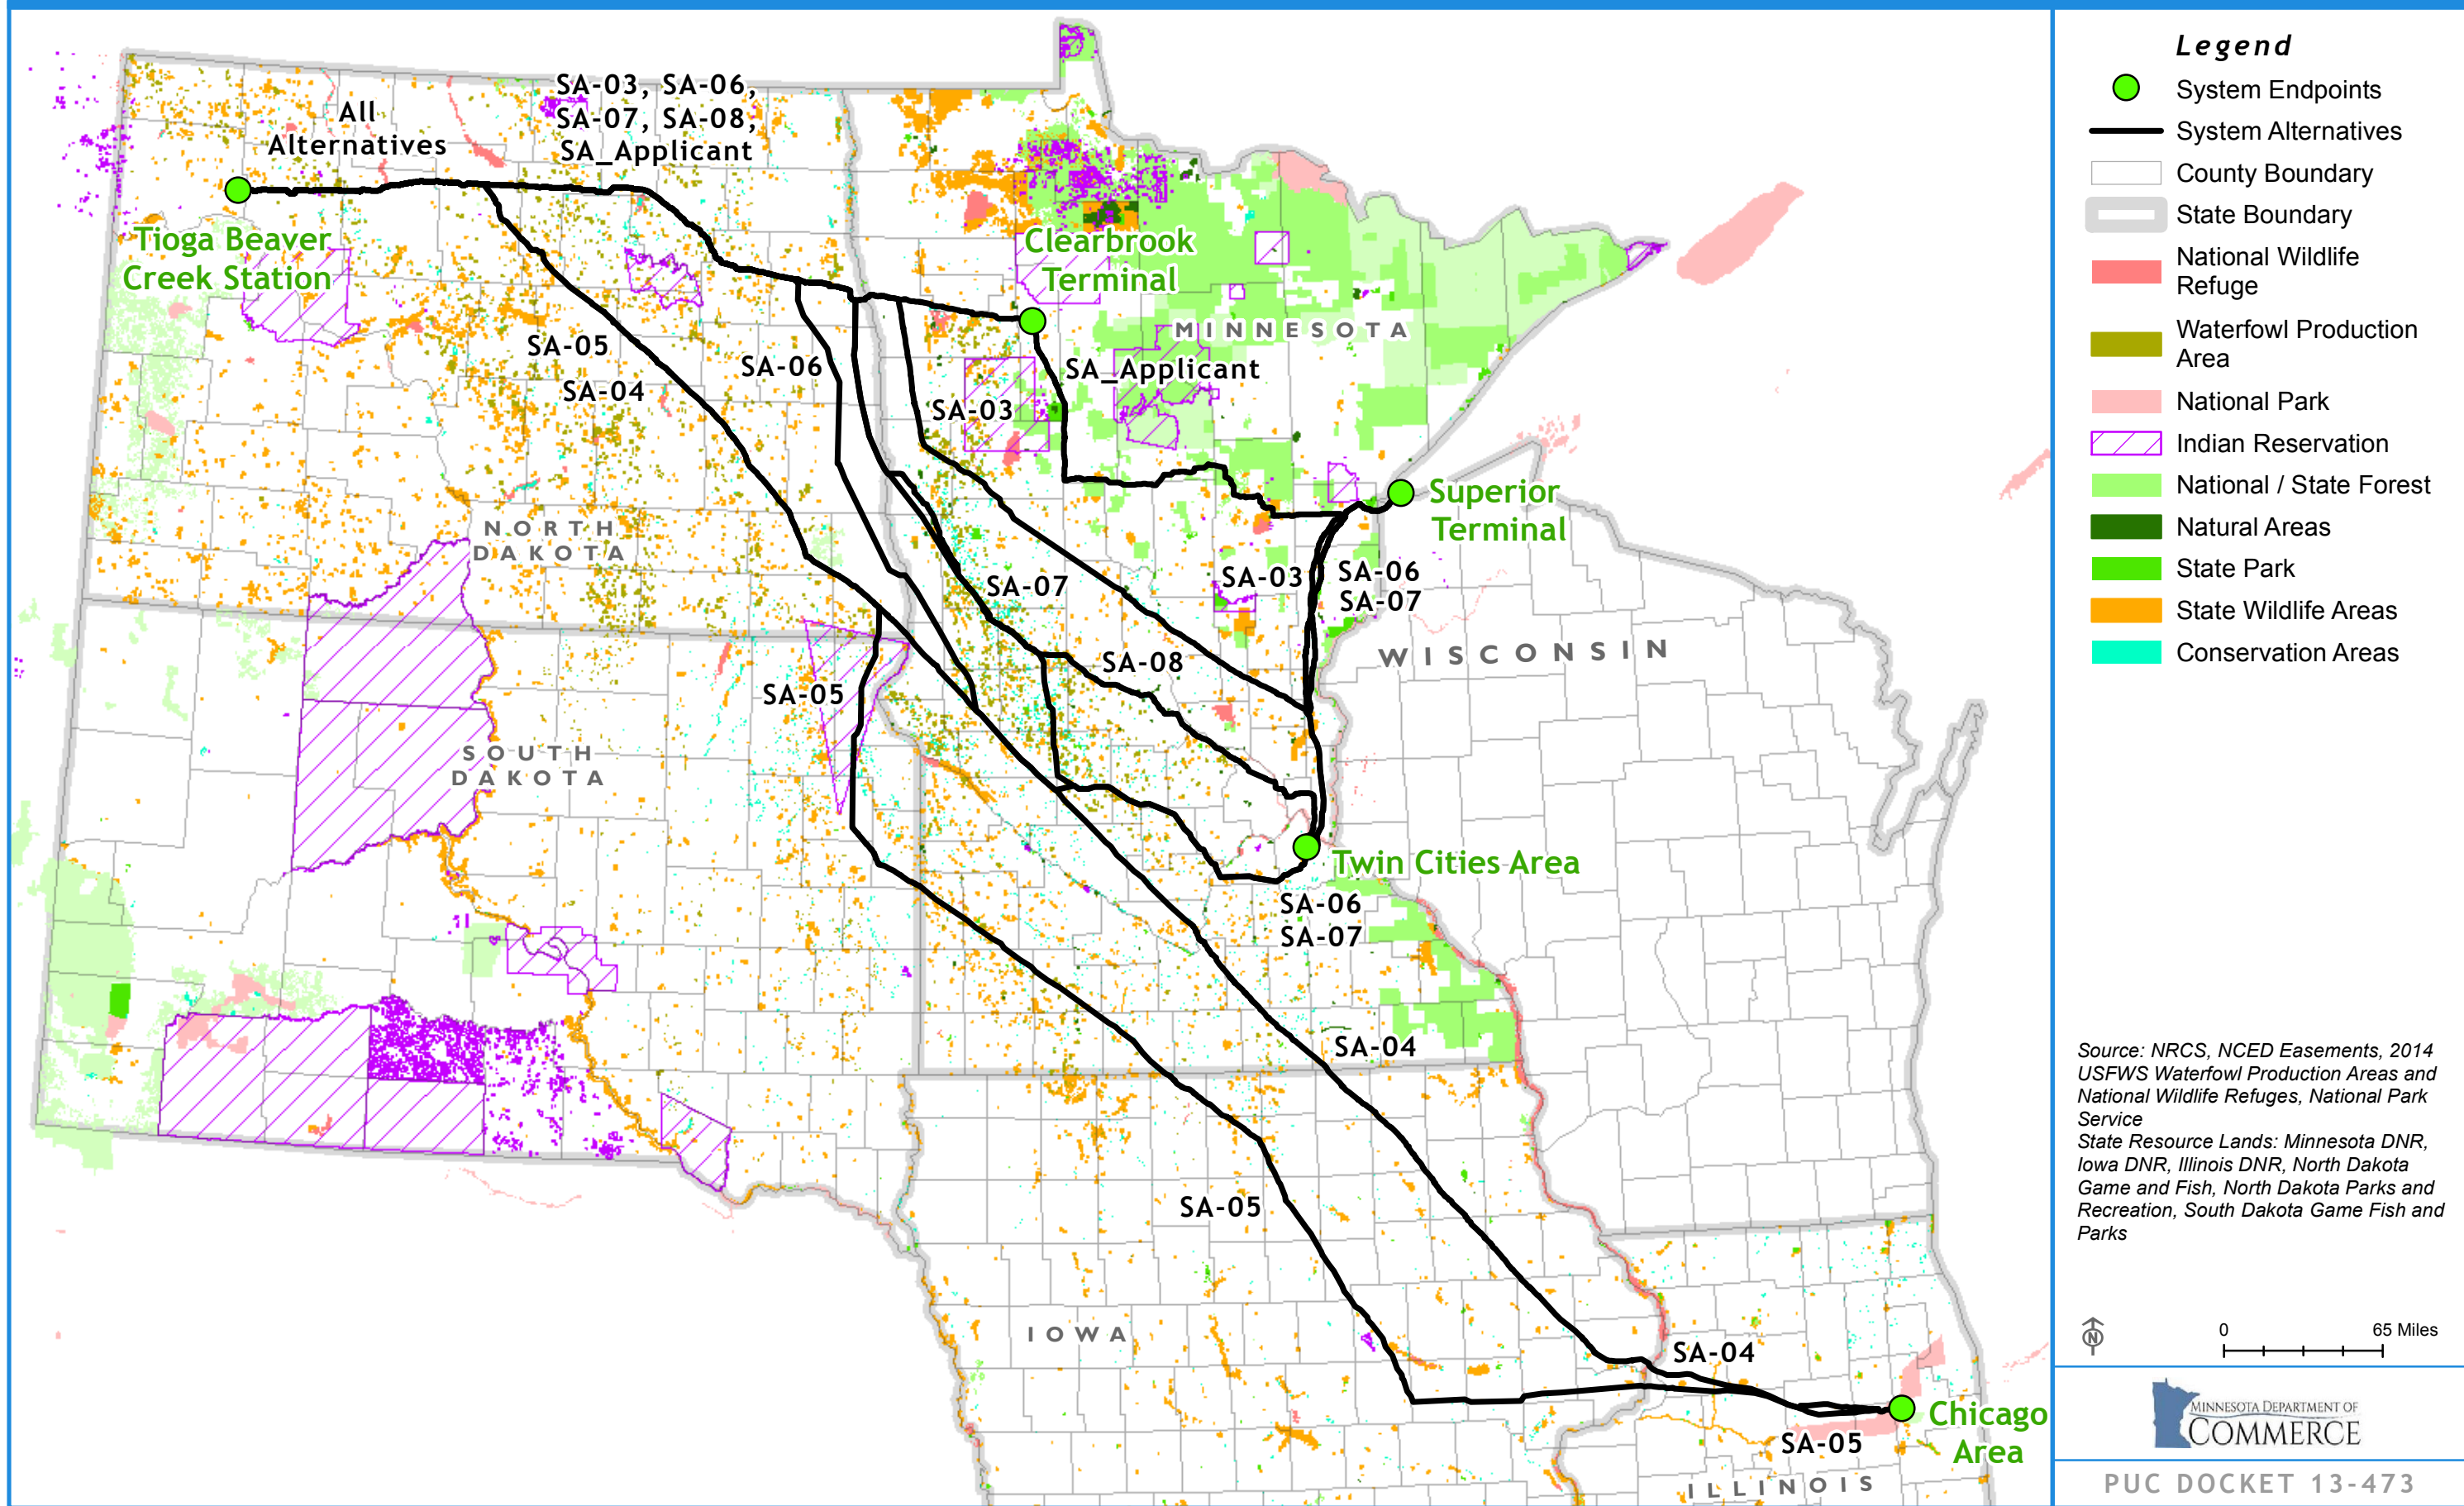 SA-03, SA-06,
SA-07, SA-08,
SA_Applicant
All
Alternatives
Tioga Beaver
Creek Station
Clearbrook
Terminal
MINNESOTA
SA-05
SA-04
SA-06
SA-03
SA_Applicant
Superior
Terminal
NORTH
DAKOTA
SA-07
SA-03
SA-06
SA-07
WISCONSIN
SA-08
SA-05
SOUTH
DAKOTA
Twin Cities Area
SA-06
SA-07
SA-04
SA-05
IOWA
SA-04
Chicago
Area
SA-05
ILLINOIS
Legend
System Endpoints
System Alternatives
County Boundary
State Boundary
National Wildlife
Refuge
Waterfowl Production
Area
National Park
Indian Reservation
National / State Forest
Natural Areas
State Park
State Wildlife Areas
Conservation Areas
Source: NRCS, NCED Easements, 2014
USFWS Waterfowl Production Areas and
National Wildlife Refuges, National Park
Service
State Resource Lands: Minnesota DNR,
Iowa DNR, Illinois DNR, North Dakota
Game and Fish, North Dakota Parks and
Recreation, South Dakota Game Fish and
Parks
N
0 65 Miles
MINNESOTA DEPARTMENT OF
COMMERCE
PUC DOCKET 13-473